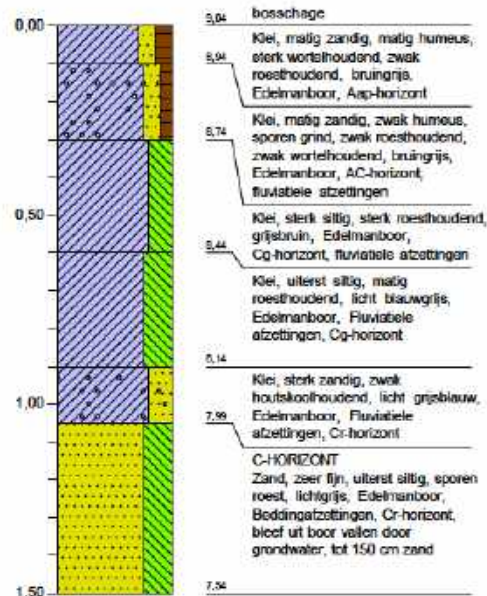 0,00
9,04
bosschage
Klei, matig zandig, matig humeus,
sterk wortelhoudend, zwak
roesthoudend, bruingrijs,
Edelmanboor, Aap-horizont
8,94
Klei, matig zandig, zwak humeus,
sporen grind, zwak roesthoudend,
zwak wortelhoudend, bruingrijs,
Edelmanboor, AC-horizont,
fluviatiele afzettingen
8,74
0,50
Klei, sterk siltig, sterk roesthoudend,
grijsbruin, Edelmanboor,
Cg-horizont, fluviatiele afzettingen
8,44
Klei, uiterst siltig, matig
roesthoudend, licht blauwgrijs,
Edelmanboor, Fluviatiele
afzettingen, Cg-horizont
8,14
1,00
Klei, sterk zandig, zwak
houtskoolhoudend, licht grijsblauw,
Edelmanboor, Fluviatiele
afzettingen, Cr-horizont
7,99
C-HORIZONT
Zand, zeer fijn, uiterst siltig, sporen
roest, lichtgrijs, Edelmanboor,
Beddingafzettingen, Cr-horizont,
bleef uit boor vallen door
grondwater, tot 150 cm zand
1,50
7,54